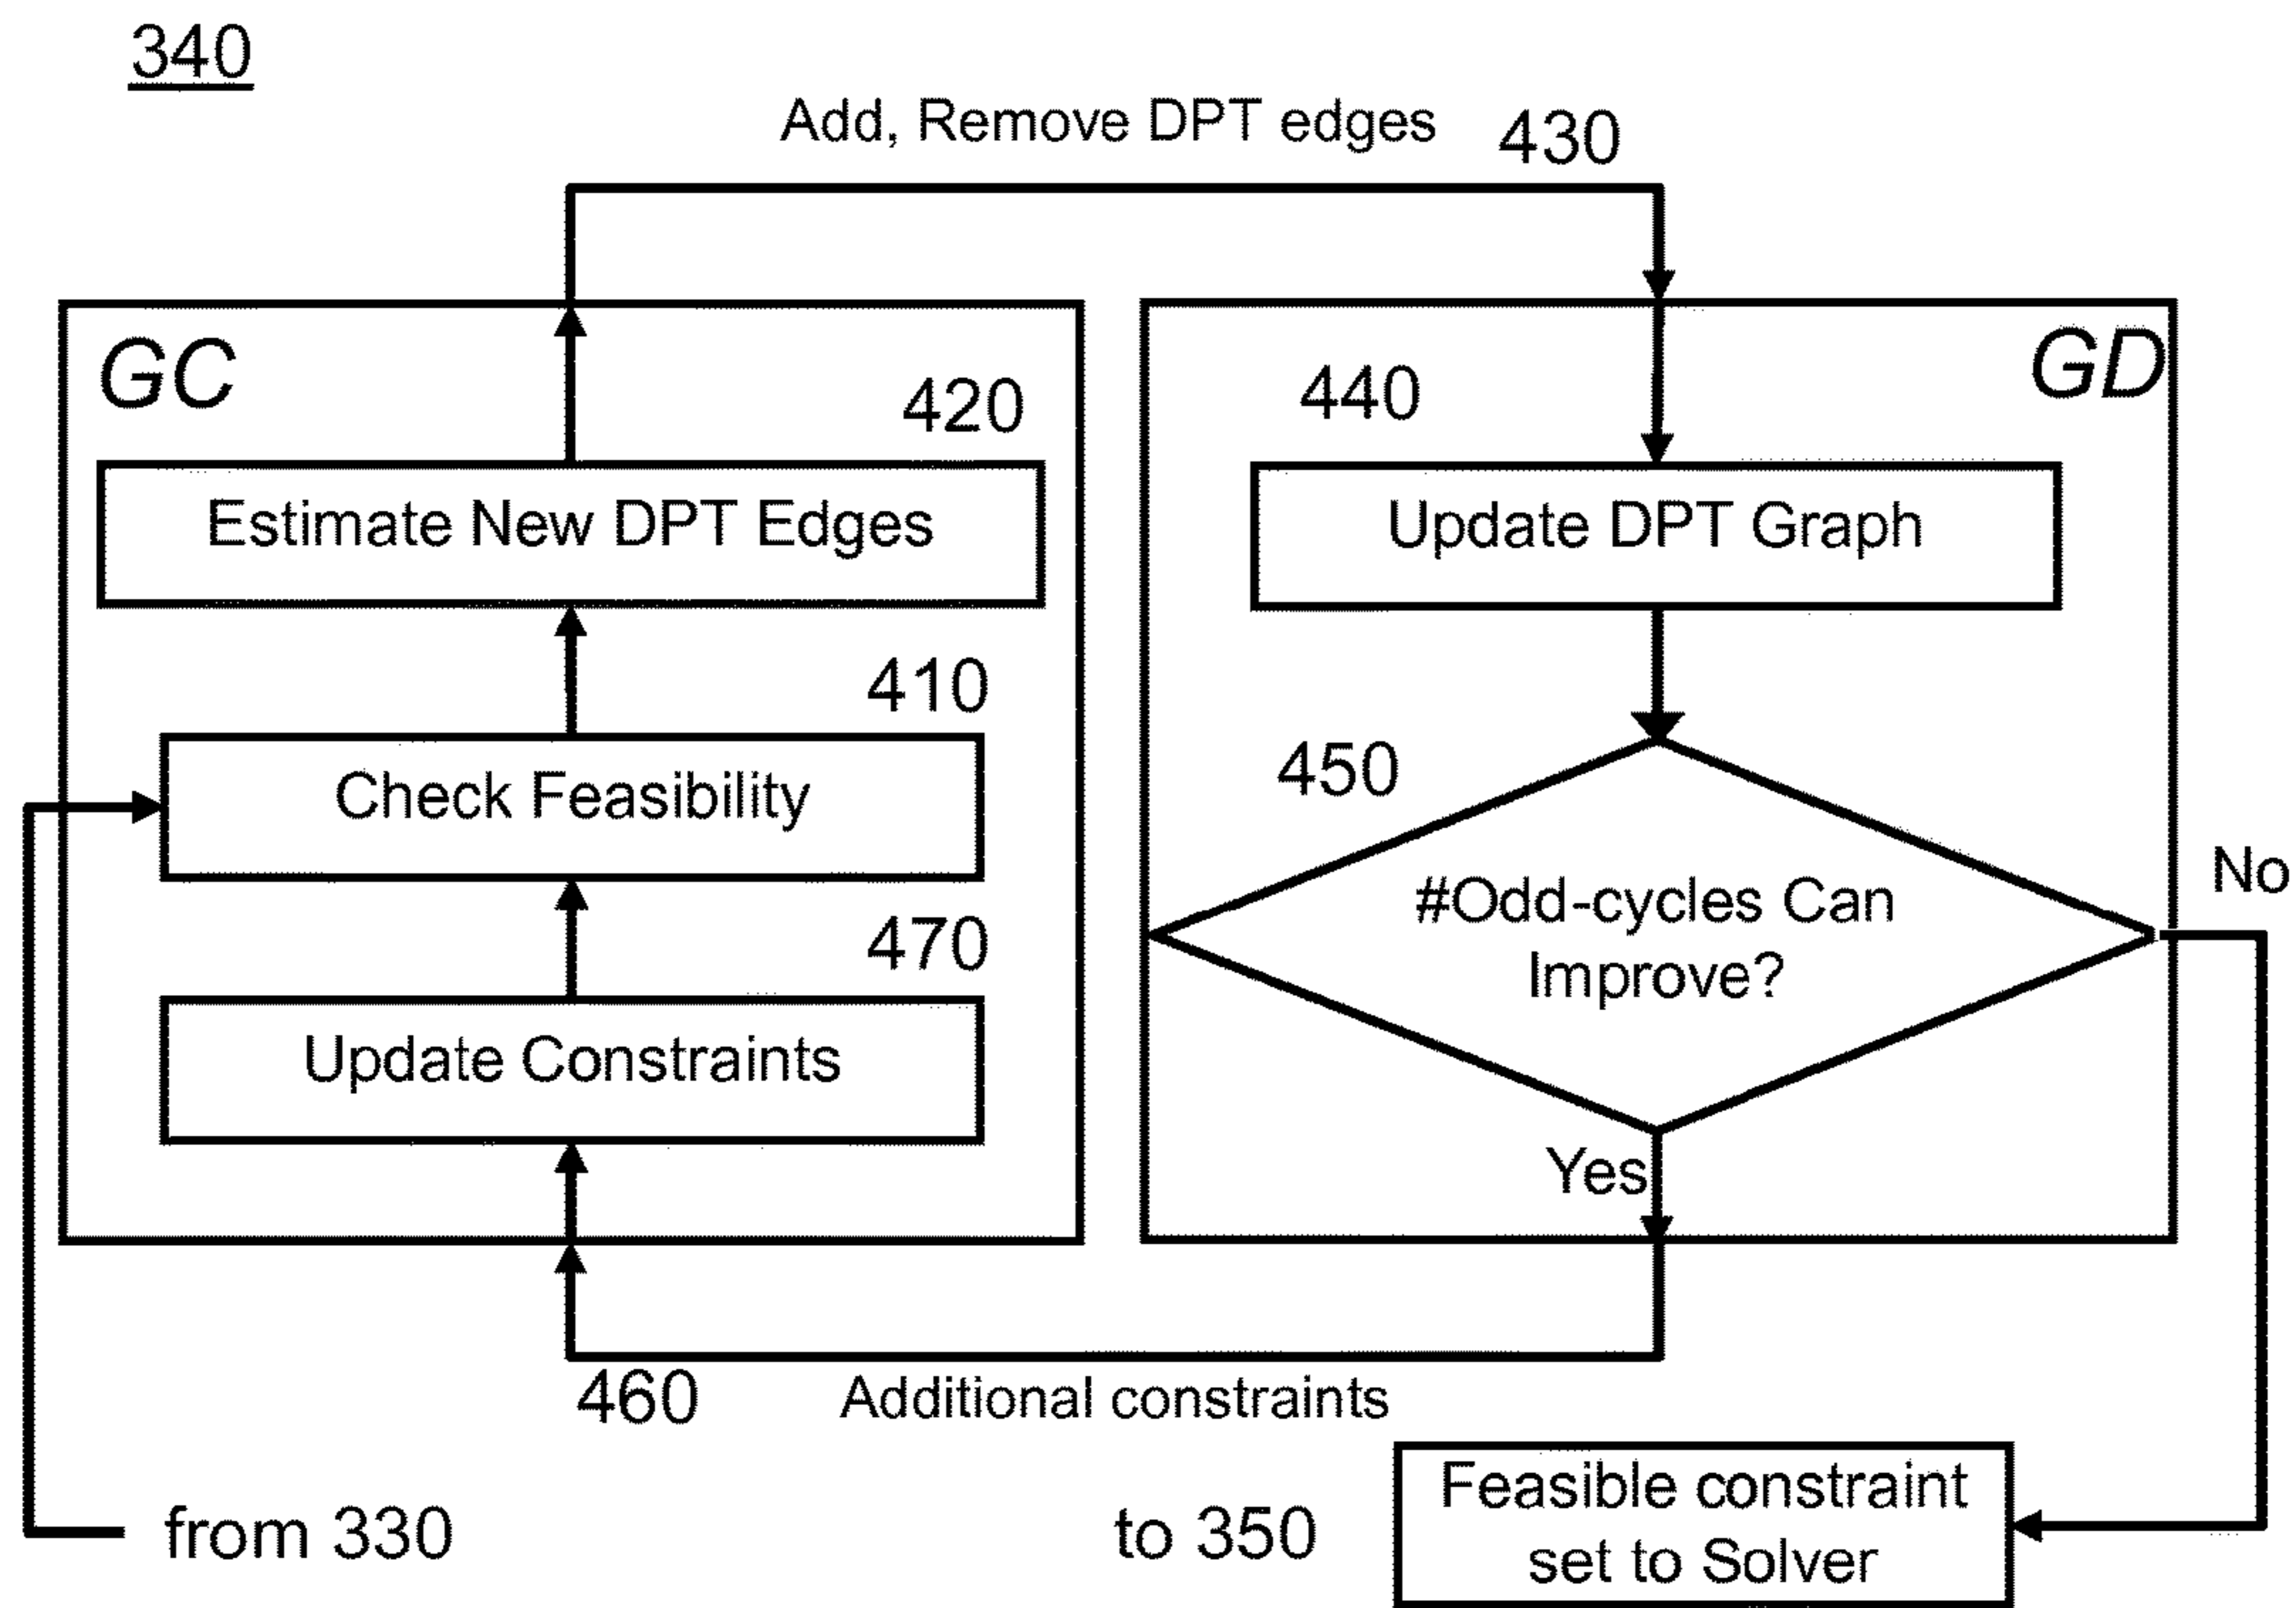 340
Add, Remove DPT edges
430
GC
GD
420
440
Estimate New DPT Edges
Update DPT Graph
410
450
Check Feasibility
No
#Odd-cycles Can
Improve?
470
Update Constraints
Yes
460
Additional constraints
from 330
to 350
Feasible constraint
set to Solver